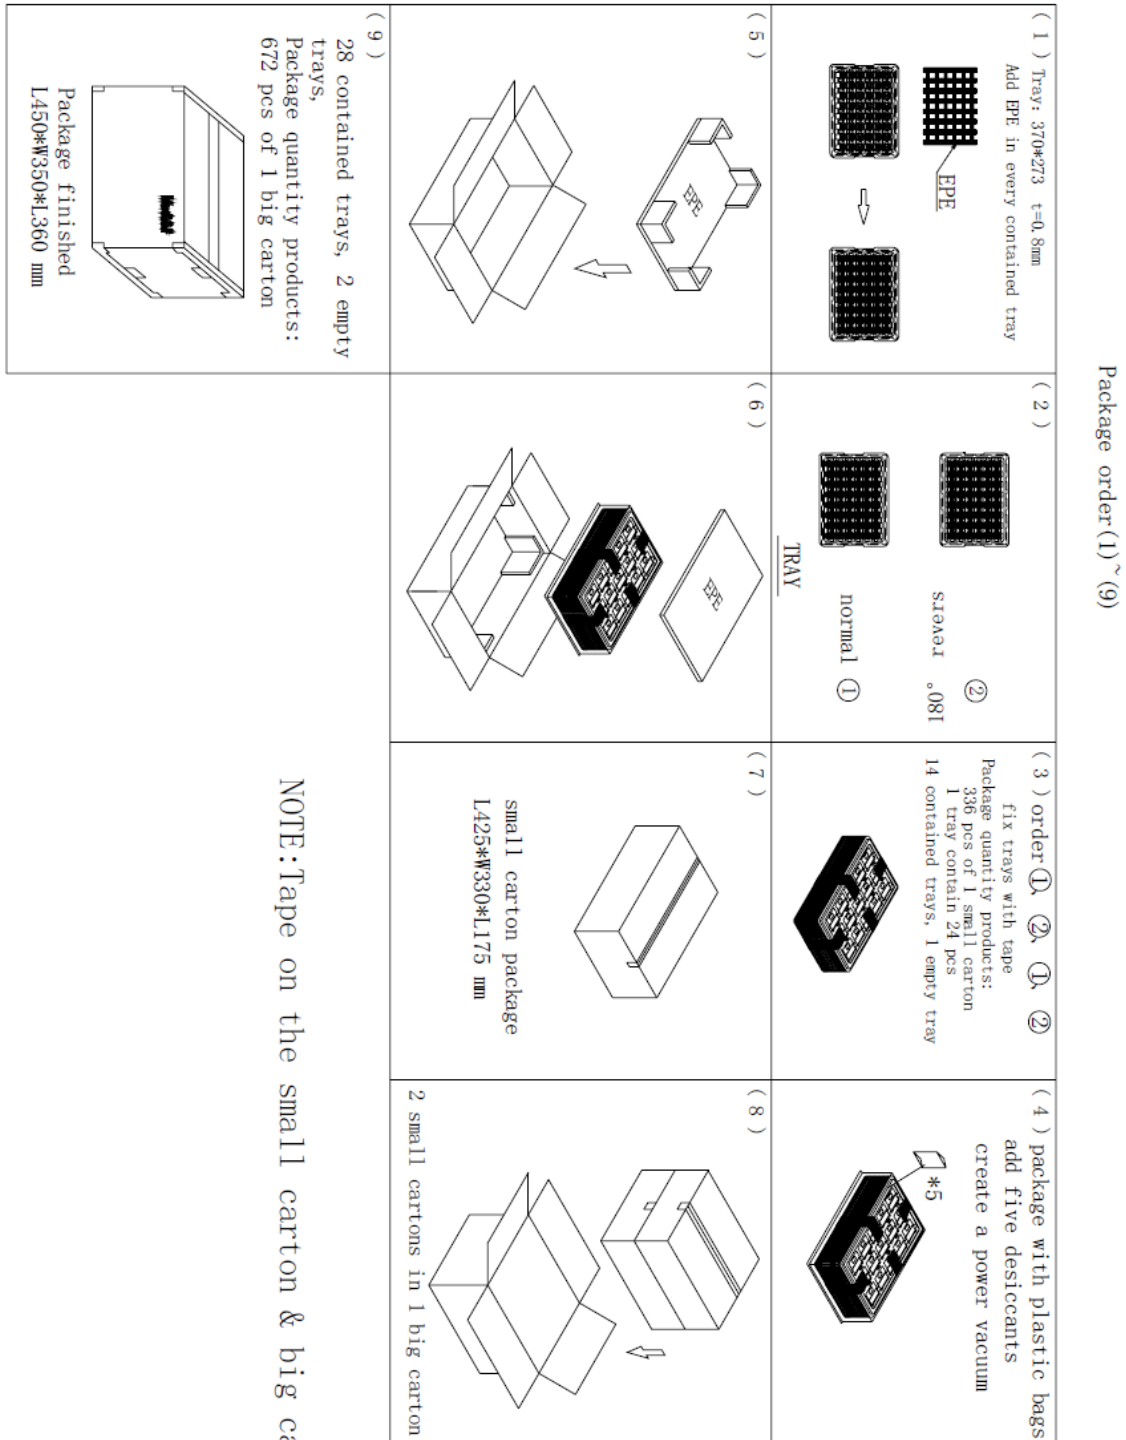 Package order(1)~(9)
(1) Tray: 370*273 t=0.8mm
Add EPE in every contained tray
EPE
(2)
②
revers 180°
normal ①
TRAY
(3) order①、②、①、②
fix trays with tape
Package quantity products:
336 pcs of 1 small carton
1 tray contain 24 pcs
14 contained trays, 1 empty tray
(4) package with plastic bags
add five desiccants
create a power vacuum
*5
(5)
EPE
(6)
EPE
(7)
small carton package
L425*W330*L175 mm
(8)
2 small cartons in 1 big carton
(9)
28 contained trays, 2 empty
trays,
Package quantity products:
672 pcs of 1 big carton
Package finished
L450*W350*L360 mm
NOTE:Tape on the small carton & big